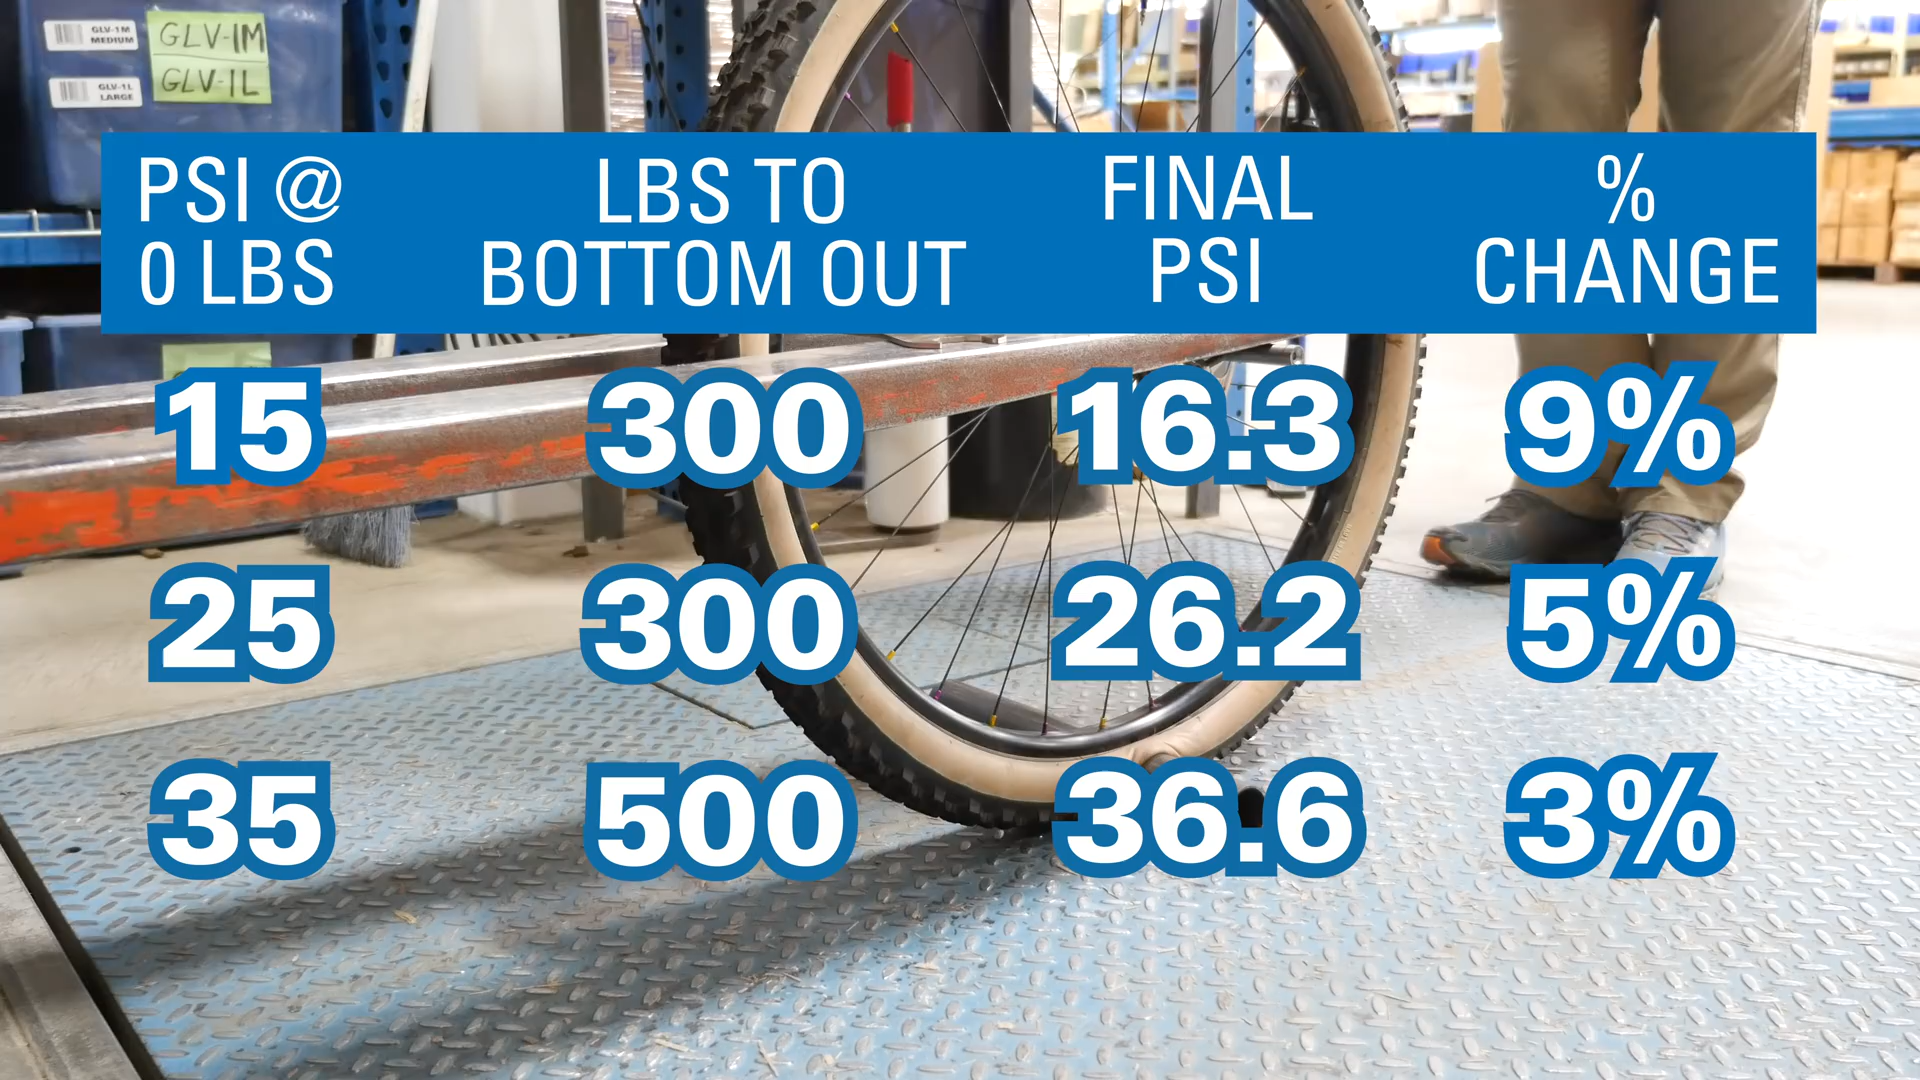 GLV-1M
MEDIUM
GLV-1M
GLV-1L
LARGE
GLV-1L
PSI @
0 LBS
LBS TO
BOTTOM OUT
FINAL
PSI
%
CHANGE
15 300 16.3 9%
25 300 26.2 5%
35 500 36.6 3%